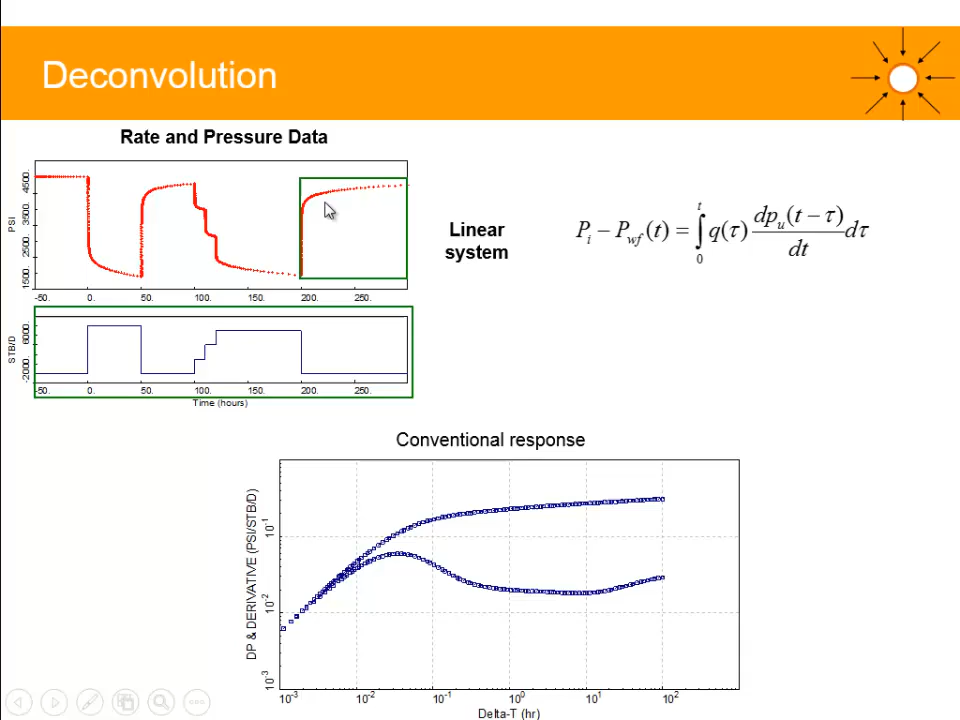 Deconvolution
Rate and Pressure Data
PSI
4500.
3500.
2500.
1500.
-50. 0. 50. 100. 150. 200. 250.
STB/D
6000.
-2000.
-50. 0. 50. 100. 150. 200. 250.
Time (hours)
Linear
system
P_i − P_wf(t) = ∫_0^t q(τ) dp_u(t − τ)/dt dτ
Conventional response
DP & DERIVATIVE (PSI/STB/D)
10^-1
10^-2
10^-3
10^-3 10^-2 10^-1 10^0 10^1 10^2
Delta-T (hr)